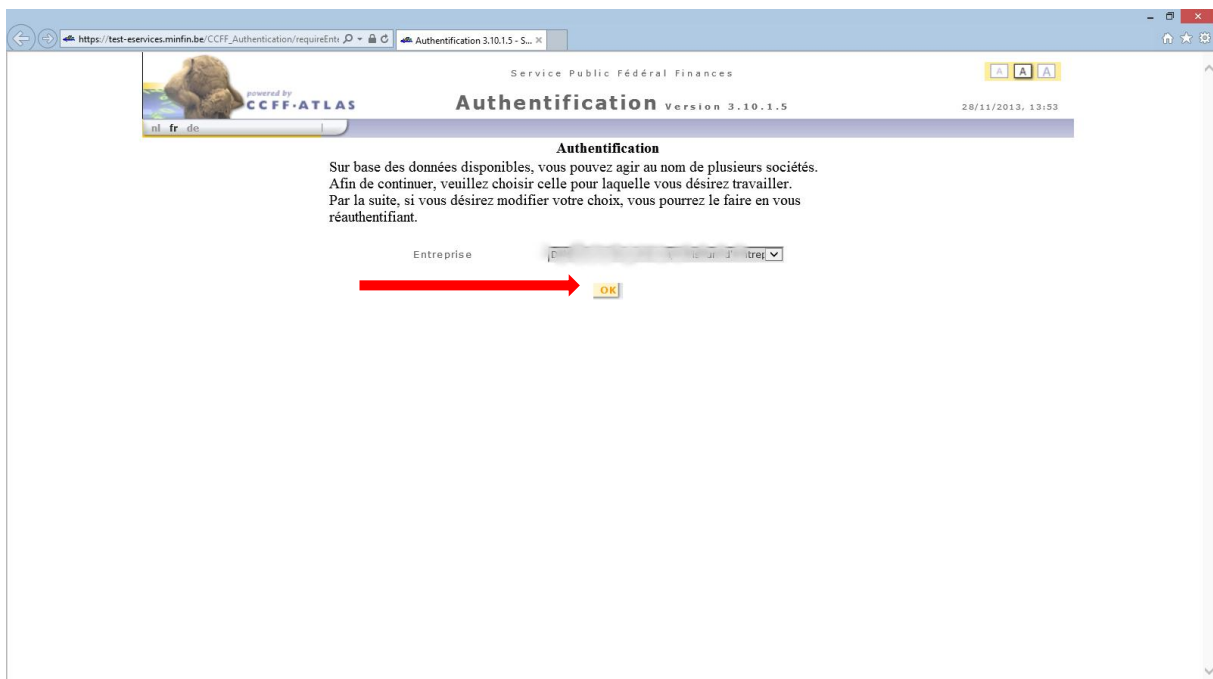 https://test-eservices.minfin.be/CCFF_Authentication/requireEnte
Authentification 3.10.1.5 - S...
Service Public Fédéral Finances
A A A
powered by
CCFF·ATLAS
Authentification Version 3.10.1.5
28/11/2013, 13:53
nl fr de
Authentification
Sur base des données disponibles, vous pouvez agir au nom de plusieurs sociétés.
Afin de continuer, veuillez choisir celle pour laquelle vous désirez travailler.
Par la suite, si vous désirez modifier votre choix, vous pourrez le faire en vous
réauthentifiant.
Entreprise
OK